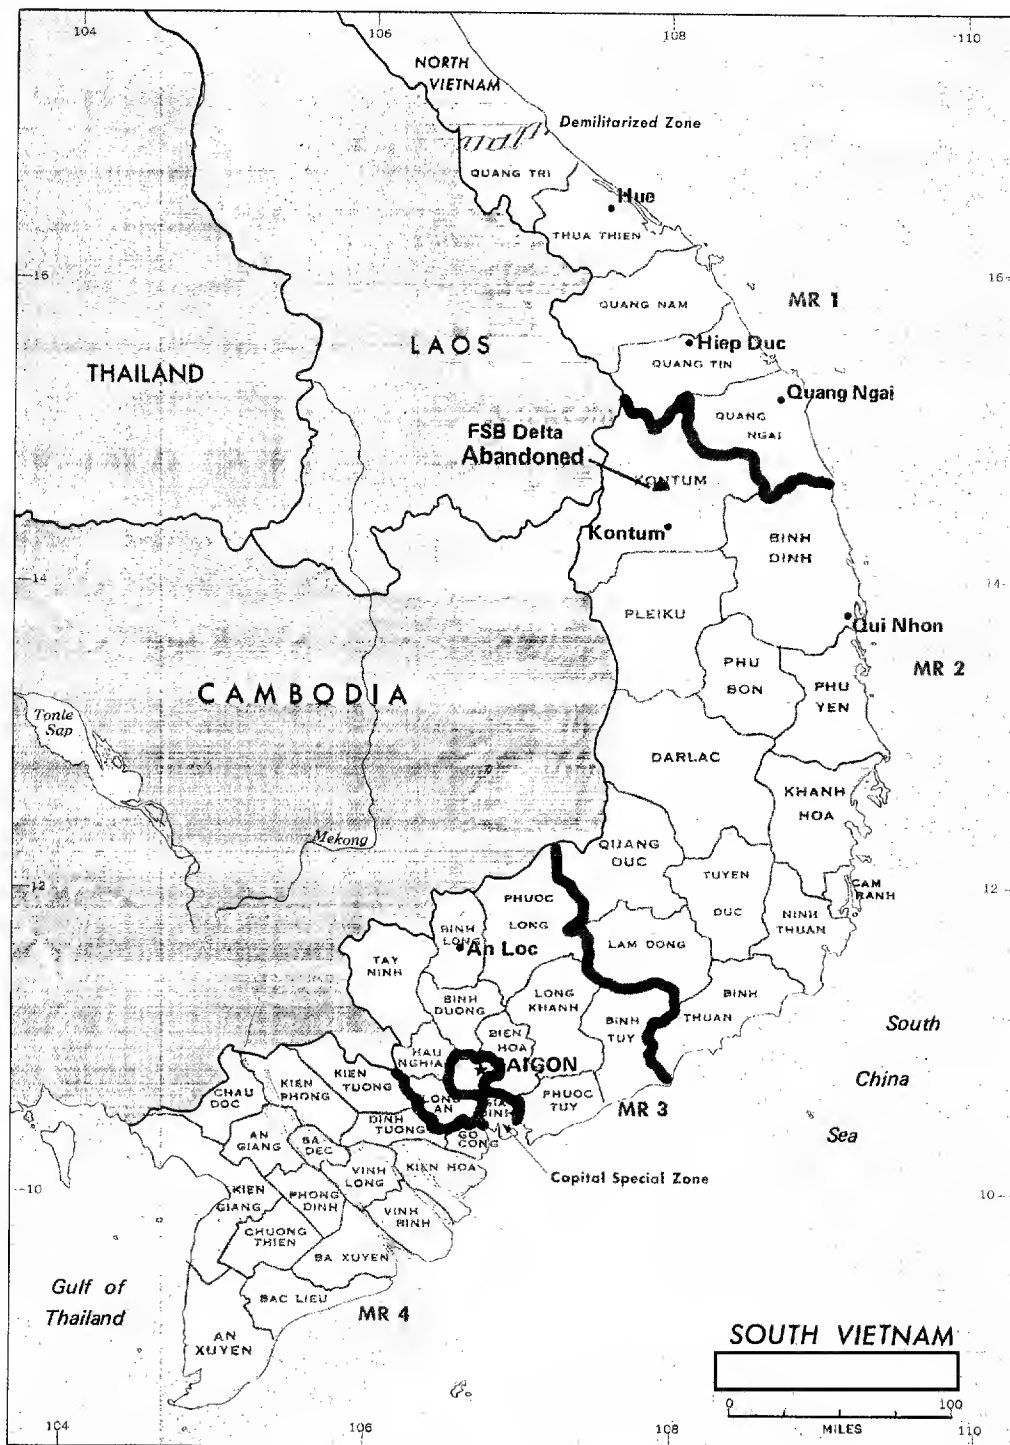 104
106
108
110
NORTH
VIETNAM
Demilitarized Zone
QUANG TRI
Hue
THUA THIEN
16
16
QUANG NAM
MR 1
LAOS
Hiep Duc
THAILAND
QUANG TIN
Quang Ngai
QUANG
NGAI
FSB Delta
Abandoned
KONTUM
Kontum
BINH
DINH
14
14
PLEIKU
Qui Nhon
PHU
BON
MR 2
CAMBODIA
PHU
YEN
Tonle
Sap
DARLAC
KHANH
HOA
Mekong
QUANG
DUC
TUYEN
DUC
12
12
CAM
RANH
PHUOC
LONG
NINH
THUAN
BINH
LONG
An Loc
LAM DONG
TAY
NINH
LONG
KHANH
BINH
THUAN
BINH
DUONG
BINH
TUY
BIEN
HOA
South
China
Sea
HAU
NGHIA
SAIGON
KIEN
TUONG
KIEN
PHONG
CHAU
DOC
LONG
AN
GIA
DINH
PHUOC
TUY
MR 3
DINH
TUONG
GO
CONG
AN
GIANG
SA
DEC
VINH
LONG
KIEN HOA
Capital Special Zone
10
10
KIEN
GIANG
PHONG
DINH
VINH
BINH
CHUONG
THIEN
BA XUYEN
Gulf of
Thailand
BAC LIEU
MR 4
AN
XUYEN
SOUTH VIETNAM
0
100
MILES
104
106
108
110